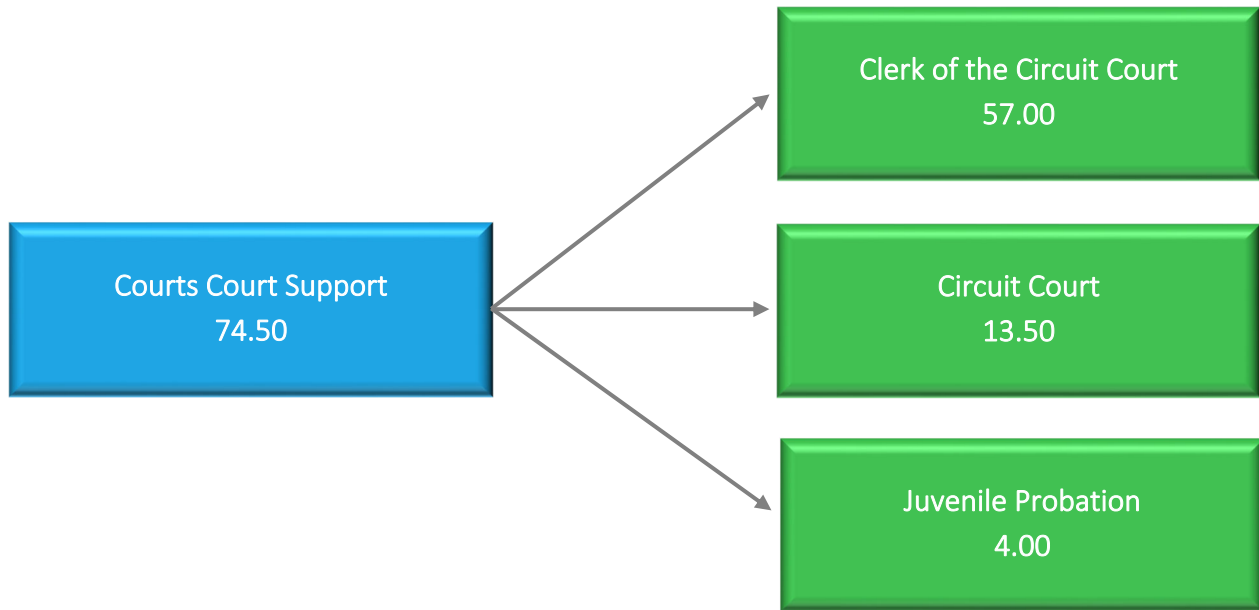 Courts Court Support
74.50
Clerk of the Circuit Court
57.00
Circuit Court
13.50
Juvenile Probation
4.00